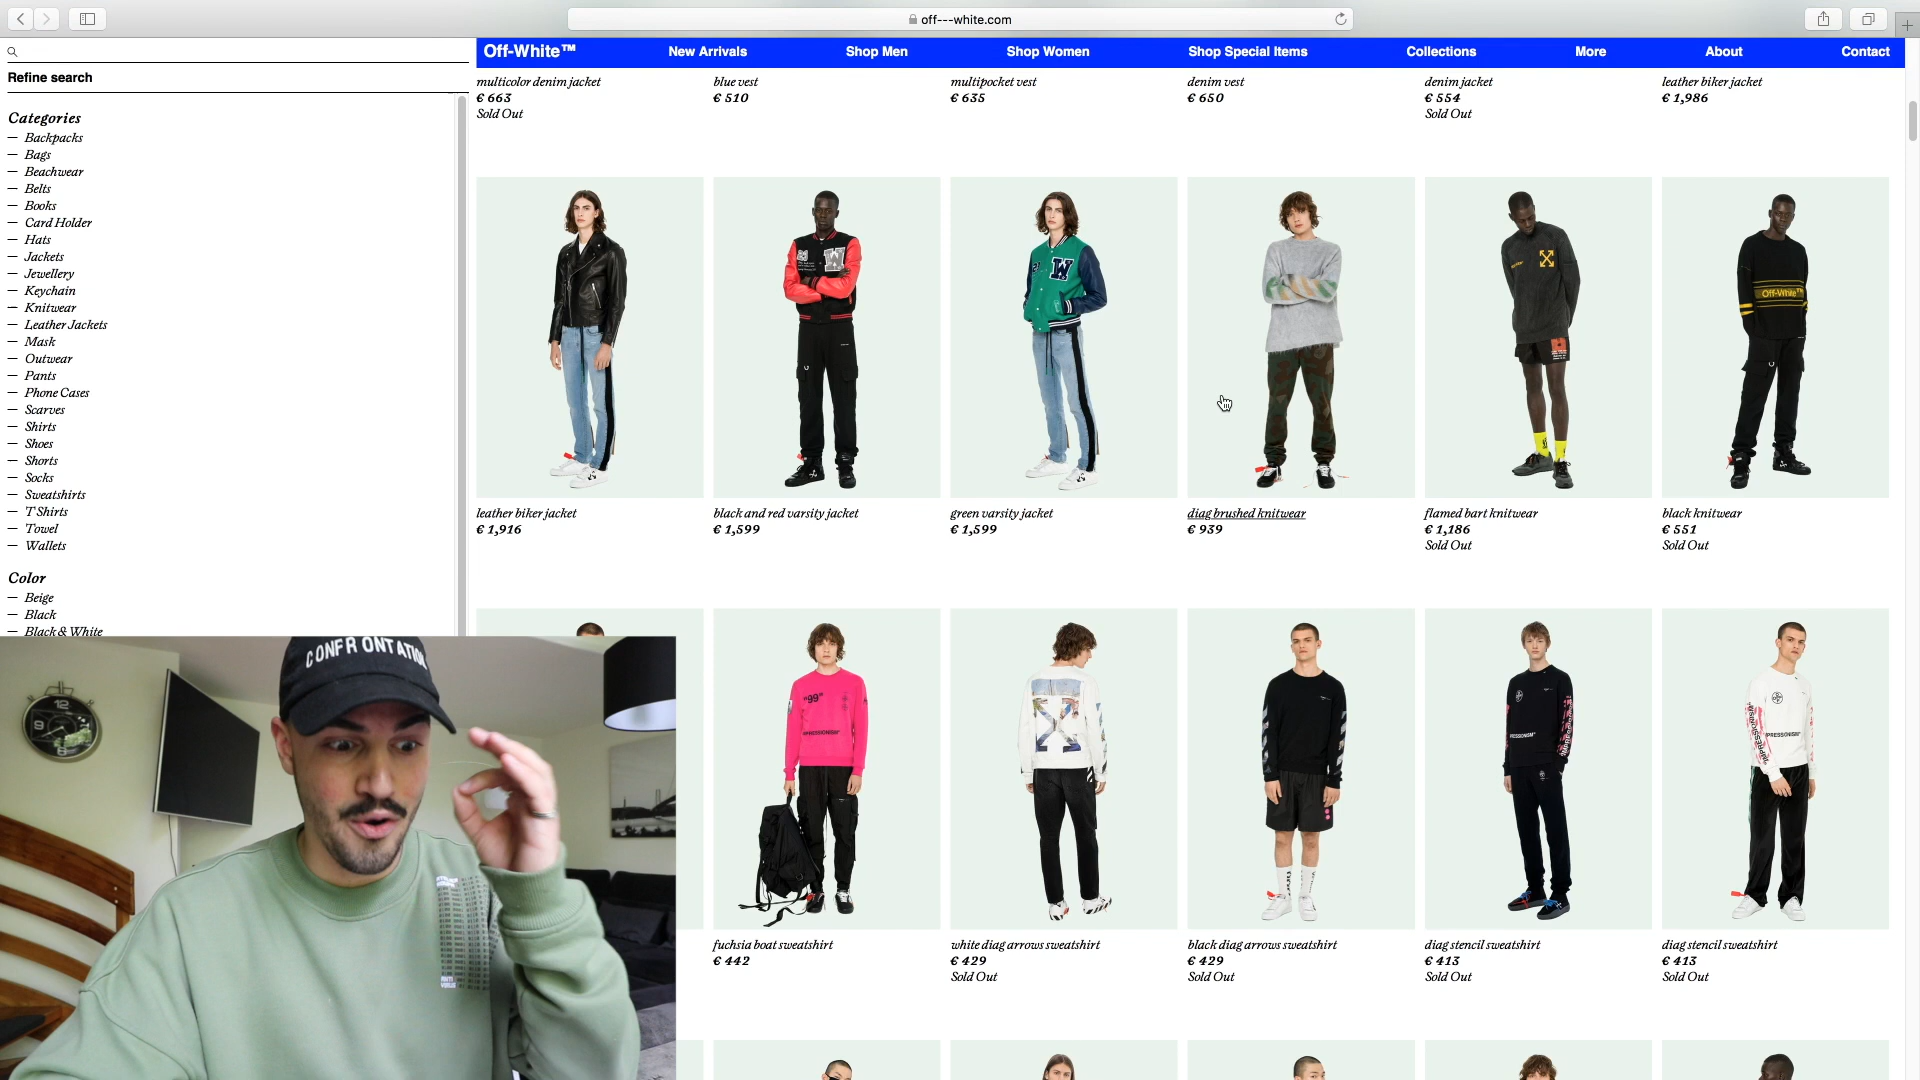 off---white.com
Off-White™
New Arrivals
Shop Men
Shop Women
Shop Special Items
Collections
More
About
Contact
Refine search
Categories
— Backpacks
— Bags
— Beachwear
— Belts
— Books
— Card Holder
— Hats
— Jackets
— Jewellery
— Keychain
— Knitwear
— Leather Jackets
— Mask
— Outwear
— Pants
— Phone Cases
— Scarves
— Shirts
— Shoes
— Shorts
— Socks
— Sweatshirts
— T Shirts
— Towel
— Wallets
Color
— Beige
— Black
— Black & White
multicolor denim jacket
€ 663
Sold Out
blue vest
€ 510
multipocket vest
€ 635
denim vest
€ 650
denim jacket
€ 554
Sold Out
leather biker jacket
€ 1,986
W
W
Off-White™
leather biker jacket
€ 1,916
black and red varsity jacket
€ 1,599
green varsity jacket
€ 1,599
diag brushed knitwear
€ 939
flamed bart knitwear
€ 1,186
Sold Out
black knitwear
€ 551
Sold Out
"99"
fuchsia boat sweatshirt
€ 442
white diag arrows sweatshirt
€ 429
Sold Out
black diag arrows sweatshirt
€ 429
Sold Out
diag stencil sweatshirt
€ 413
Sold Out
diag stencil sweatshirt
€ 413
Sold Out
CONFRONTATION
12
9